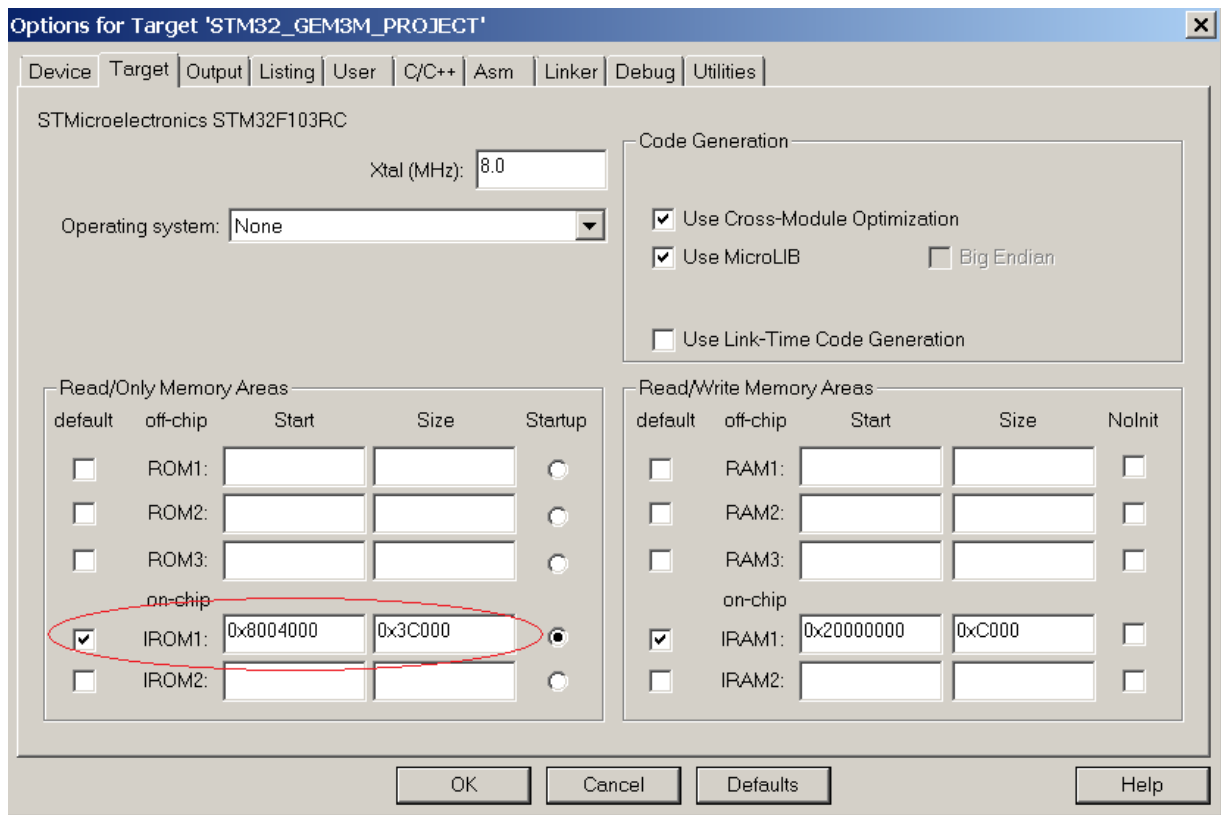 Options for Target 'STM32_GEM3M_PROJECT'
Device Target Output Listing User C/C++ Asm Linker Debug Utilities
STMicroelectronics STM32F103RC
Xtal (MHz): 8.0
Operating system: None
Code Generation
Use Cross-Module Optimization
Use MicroLIB Big Endian
Use Link-Time Code Generation
Read/Only Memory Areas
default off-chip Start Size Startup
ROM1:
ROM2:
ROM3:
on-chip
IROM1: 0x8004000 0x3C000
IROM2:
Read/Write Memory Areas
default off-chip Start Size NoInit
RAM1:
RAM2:
RAM3:
on-chip
IRAM1: 0x20000000 0xC000
IRAM2:
OK Cancel Defaults Help